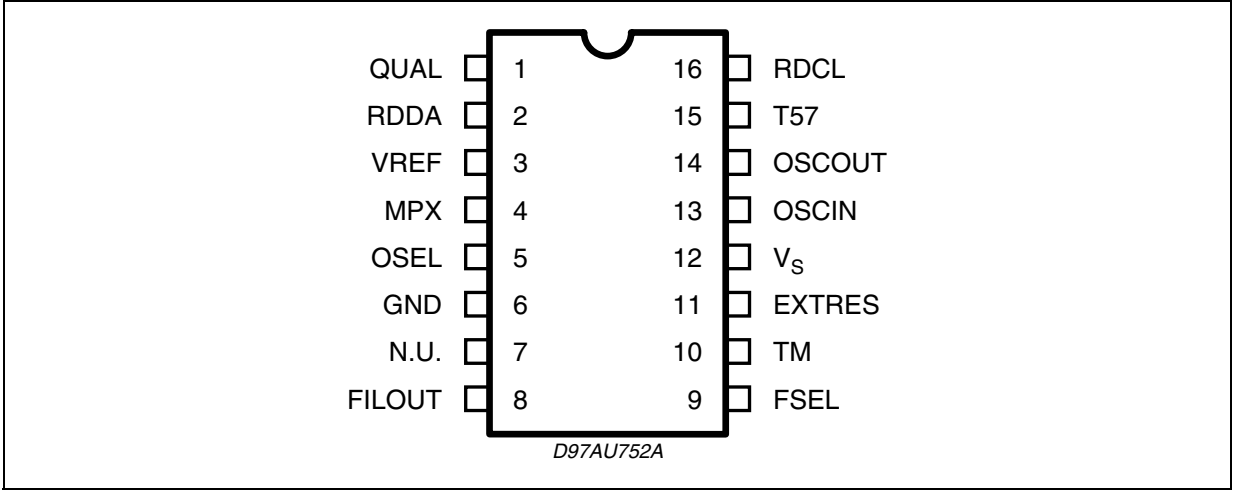 QUAL 1 16 RDCL
RDDA 2 15 T57
VREF 3 14 OSCOUT
MPX 4 13 OSCIN
OSEL 5 12 VS
GND 6 11 EXTRES
N.U. 7 10 TM
FILOUT 8 9 FSEL
D97AU752A